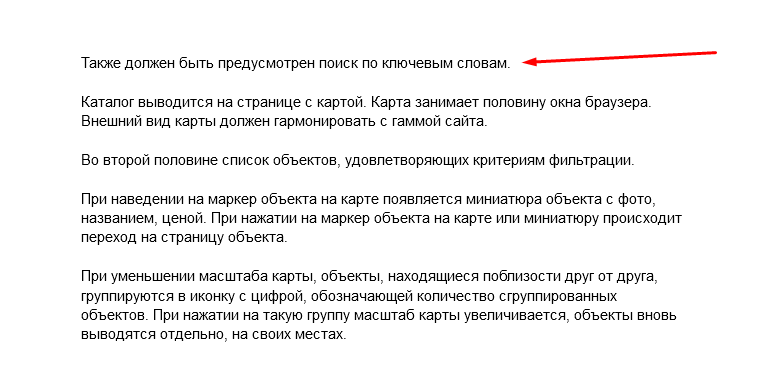 Также должен быть предусмотрен поиск по ключевым словам.
Каталог выводится на странице с картой. Карта занимает половину окна браузера.
Внешний вид карты должен гармонировать с гаммой сайта.
Во второй половине список объектов, удовлетворяющих критериям фильтрации.
При наведении на маркер объекта на карте появляется миниатюра объекта с фото,
названием, ценой. При нажатии на маркер объекта на карте или миниатюру происходит
переход на страницу объекта.
При уменьшении масштаба карты, объекты, находящиеся поблизости друг от друга,
группируются в иконку с цифрой, обозначающей количество сгруппированных
объектов. При нажатии на такую группу масштаб карты увеличивается, объекты вновь
выводятся отдельно, на своих местах.